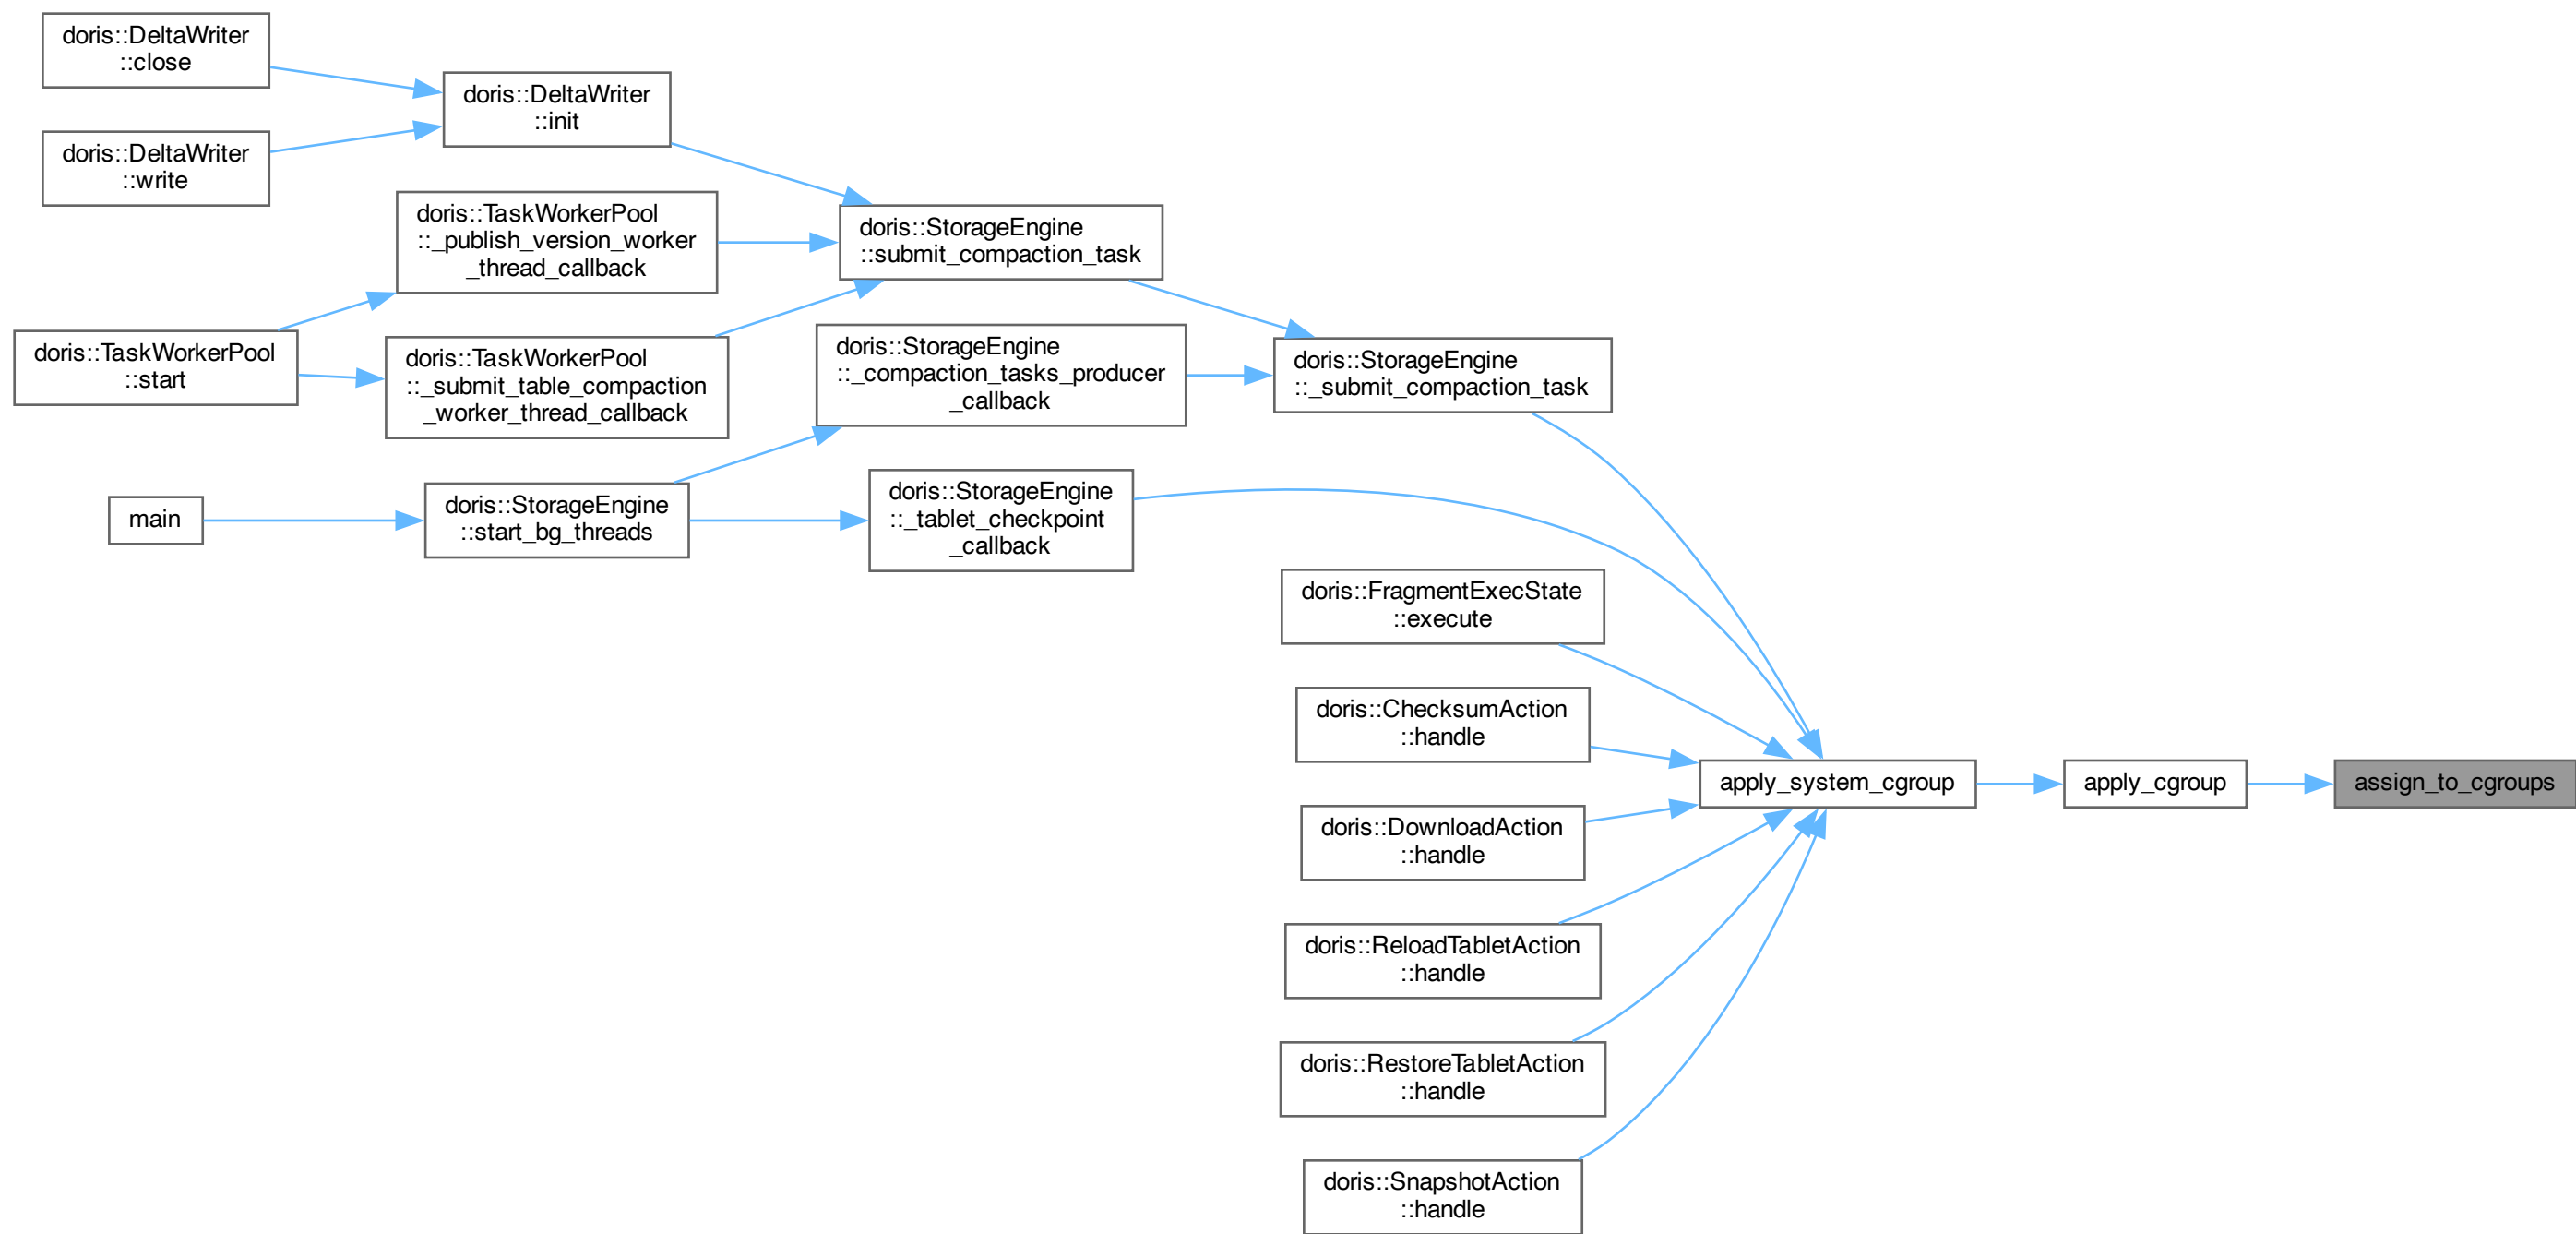 doris::DeltaWriter
::close
doris::DeltaWriter
::write
doris::DeltaWriter
::init
doris::TaskWorkerPool
::_publish_version_worker
_thread_callback
doris::TaskWorkerPool
::start
doris::TaskWorkerPool
::_submit_table_compaction
_worker_thread_callback
doris::StorageEngine
::submit_compaction_task
doris::StorageEngine
::_compaction_tasks_producer
_callback
doris::StorageEngine
::_submit_compaction_task
main
doris::StorageEngine
::start_bg_threads
doris::StorageEngine
::_tablet_checkpoint
_callback
doris::FragmentExecState
::execute
doris::ChecksumAction
::handle
doris::DownloadAction
::handle
doris::ReloadTabletAction
::handle
doris::RestoreTabletAction
::handle
doris::SnapshotAction
::handle
apply_system_cgroup
apply_cgroup
assign_to_cgroups